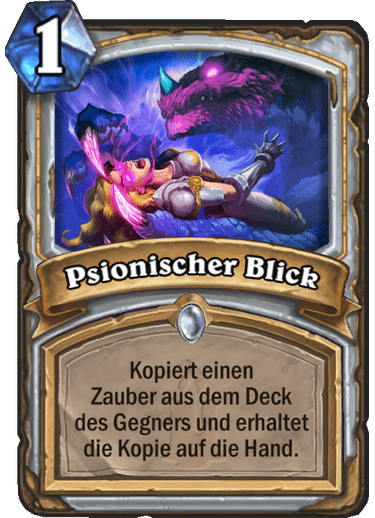 1
Psionischer Blick
Kopiert einen
Zauber aus dem Deck
des Gegners und erhaltet
die Kopie auf die Hand.